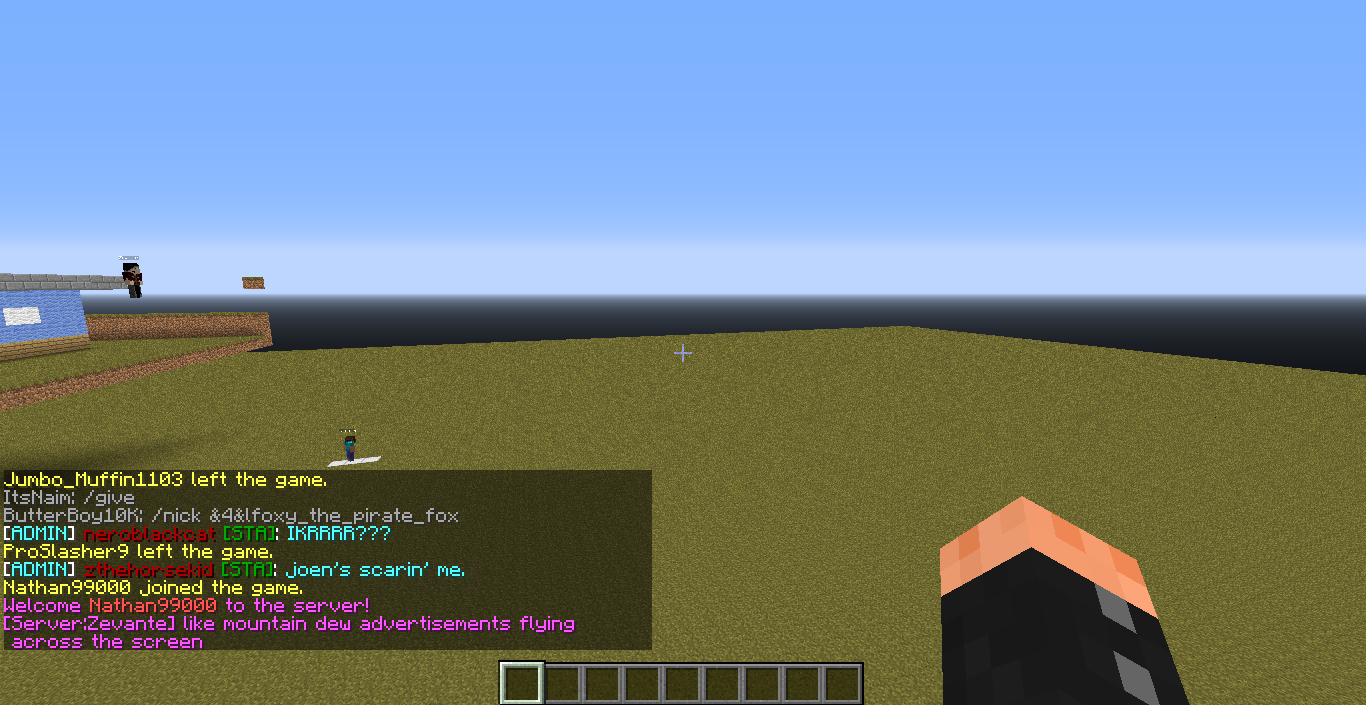 Jumbo_Muffin1103 left the game.
ItsNaim: /give
ButterBoy10K: /nick &4&lfoxy_the_pirate_fox
[ADMIN] neroblackcat [STA]: IKRRRR???
ProSlasher9 left the game.
[ADMIN] zthehorsekid [STA]: joen's scarin' me.
Nathan99000 joined the game.
Welcome Nathan99000 to the server!
[Server:Zevante] like mountain dew advertisements flying
across the screen